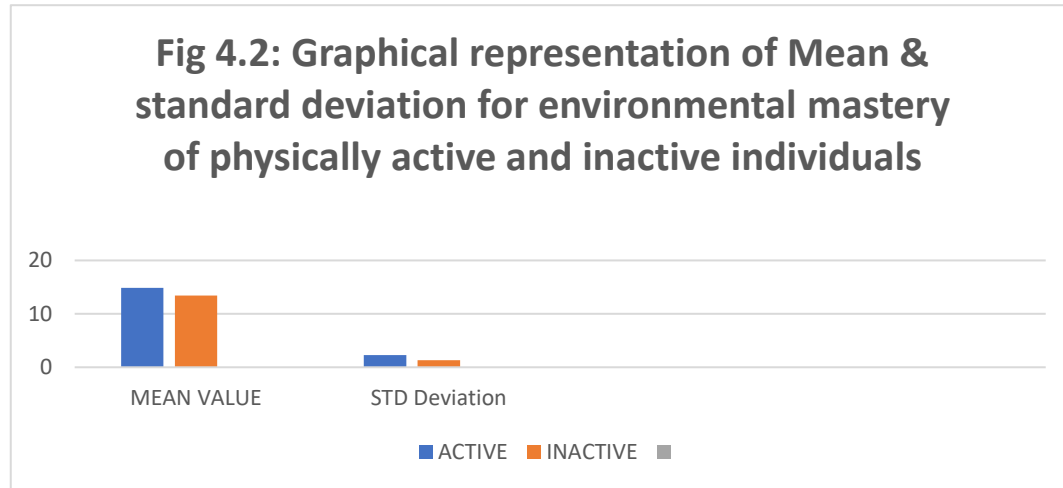 Fig 4.2: Graphical representation of Mean &
standard deviation for environmental mastery
of physically active and inactive individuals
20
10
0
MEAN VALUE
STD Deviation
ACTIVE INACTIVE